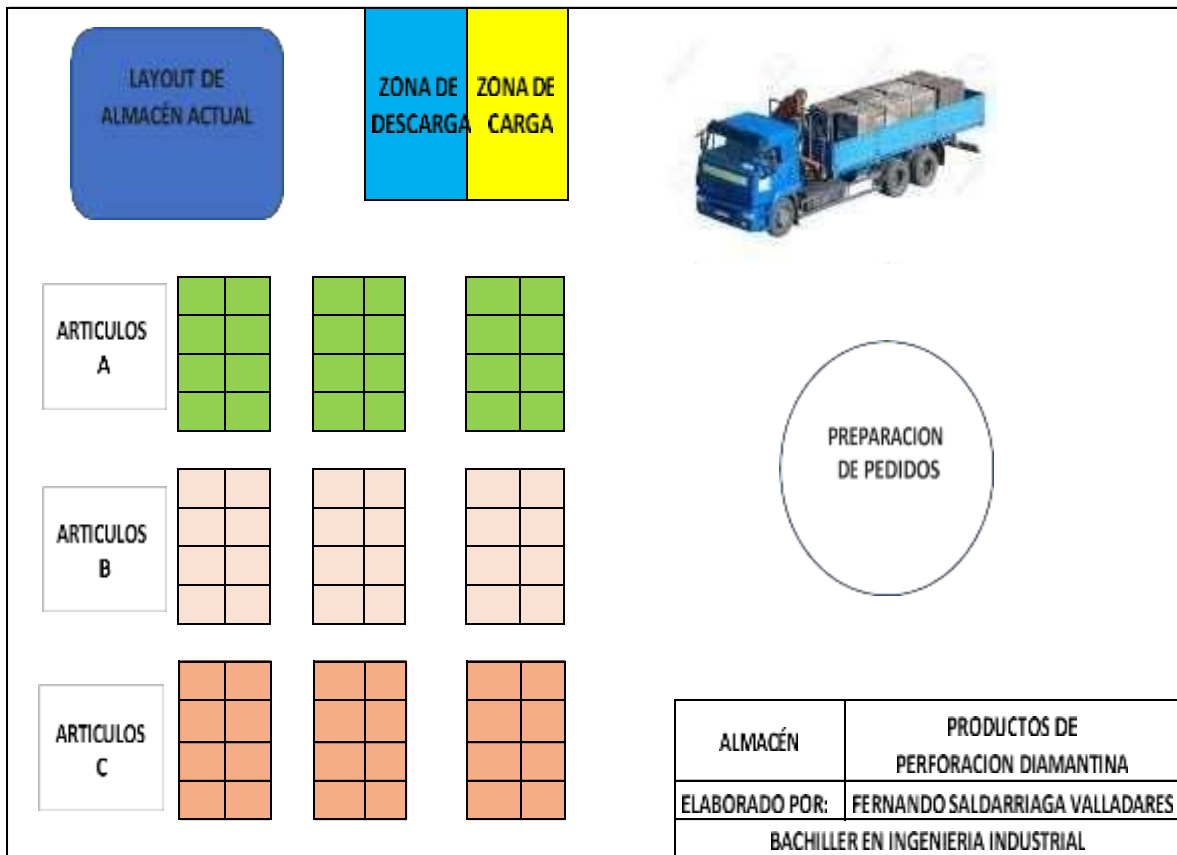 LAYOUT DE
ALMACÉN ACTUAL
ZONA DE
DESCARGA
ZONA DE
CARGA
ARTICULOS
A
ARTICULOS
B
ARTICULOS
C
PREPARACION
DE PEDIDOS
ALMACÉN
PRODUCTOS DE
PERFORACION DIAMANTINA
ELABORADO POR:
FERNANDO SALDARRIAGA VALLADARES
BACHILLER EN INGENIERIA INDUSTRIAL